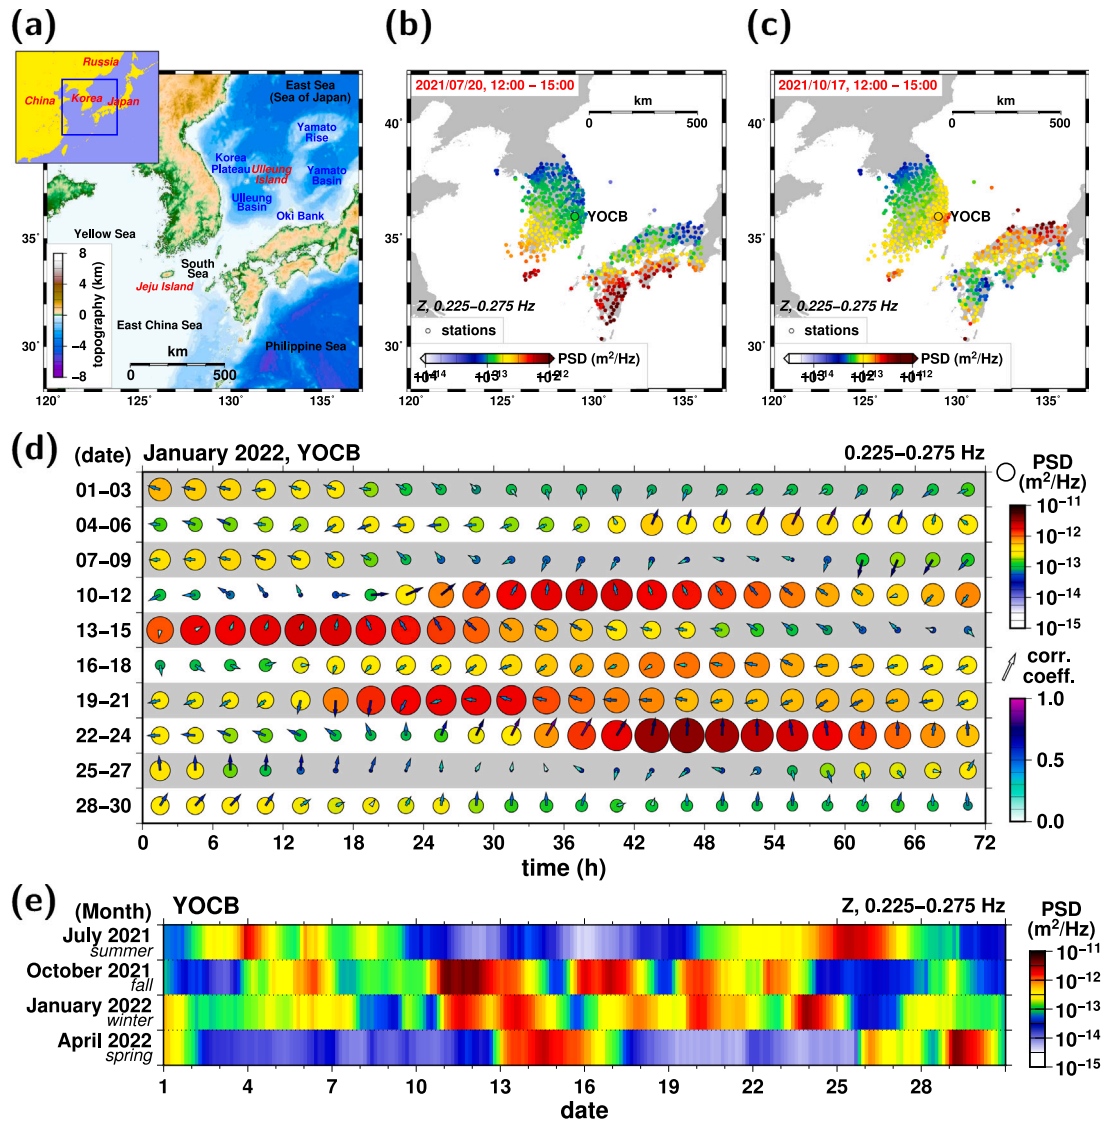 (a)
Russia
China
Korea
Japan
East Sea
(Sea of Japan)
Yamato
Rise
Korea
Plateau
Ulleung
Island
Yamato
Basin
Ulleung
Basin
Oki Bank
Yellow Sea
South
Sea
Jeju Island
East China Sea
Philippine Sea
topography (km)
8
4
0
−4
−8
km
0 500
120˚ 125˚ 130˚ 135˚
(b)
2021/07/20, 12:00 − 15:00
km
0 500
40˚
35˚
30˚
YOCB
Z, 0.225−0.275 Hz
stations
PSD (m²/Hz)
120˚ 125˚ 130˚ 135˚
(c)
2021/10/17, 12:00 − 15:00
km
0 500
40˚
35˚
30˚
YOCB
Z, 0.225−0.275 Hz
stations
PSD (m²/Hz)
120˚ 125˚ 130˚ 135˚
(d)
(date) January 2022, YOCB 0.225−0.275 Hz
01−03
04−06
07−09
10−12
13−15
16−18
19−21
22−24
25−27
28−30
0 6 12 18 24 30 36 42 48 54 60 66 72
time (h)
PSD
(m²/Hz)
10⁻¹¹
10⁻¹²
10⁻¹³
10⁻¹⁴
10⁻¹⁵
corr.
coeff.
1.0
0.5
0.0
(e)
(Month) YOCB Z, 0.225−0.275 Hz
July 2021
summer
October 2021
fall
January 2022
winter
April 2022
spring
1 4 7 10 13 16 19 22 25 28
date
PSD
(m²/Hz)
10⁻¹¹
10⁻¹²
10⁻¹³
10⁻¹⁴
10⁻¹⁵